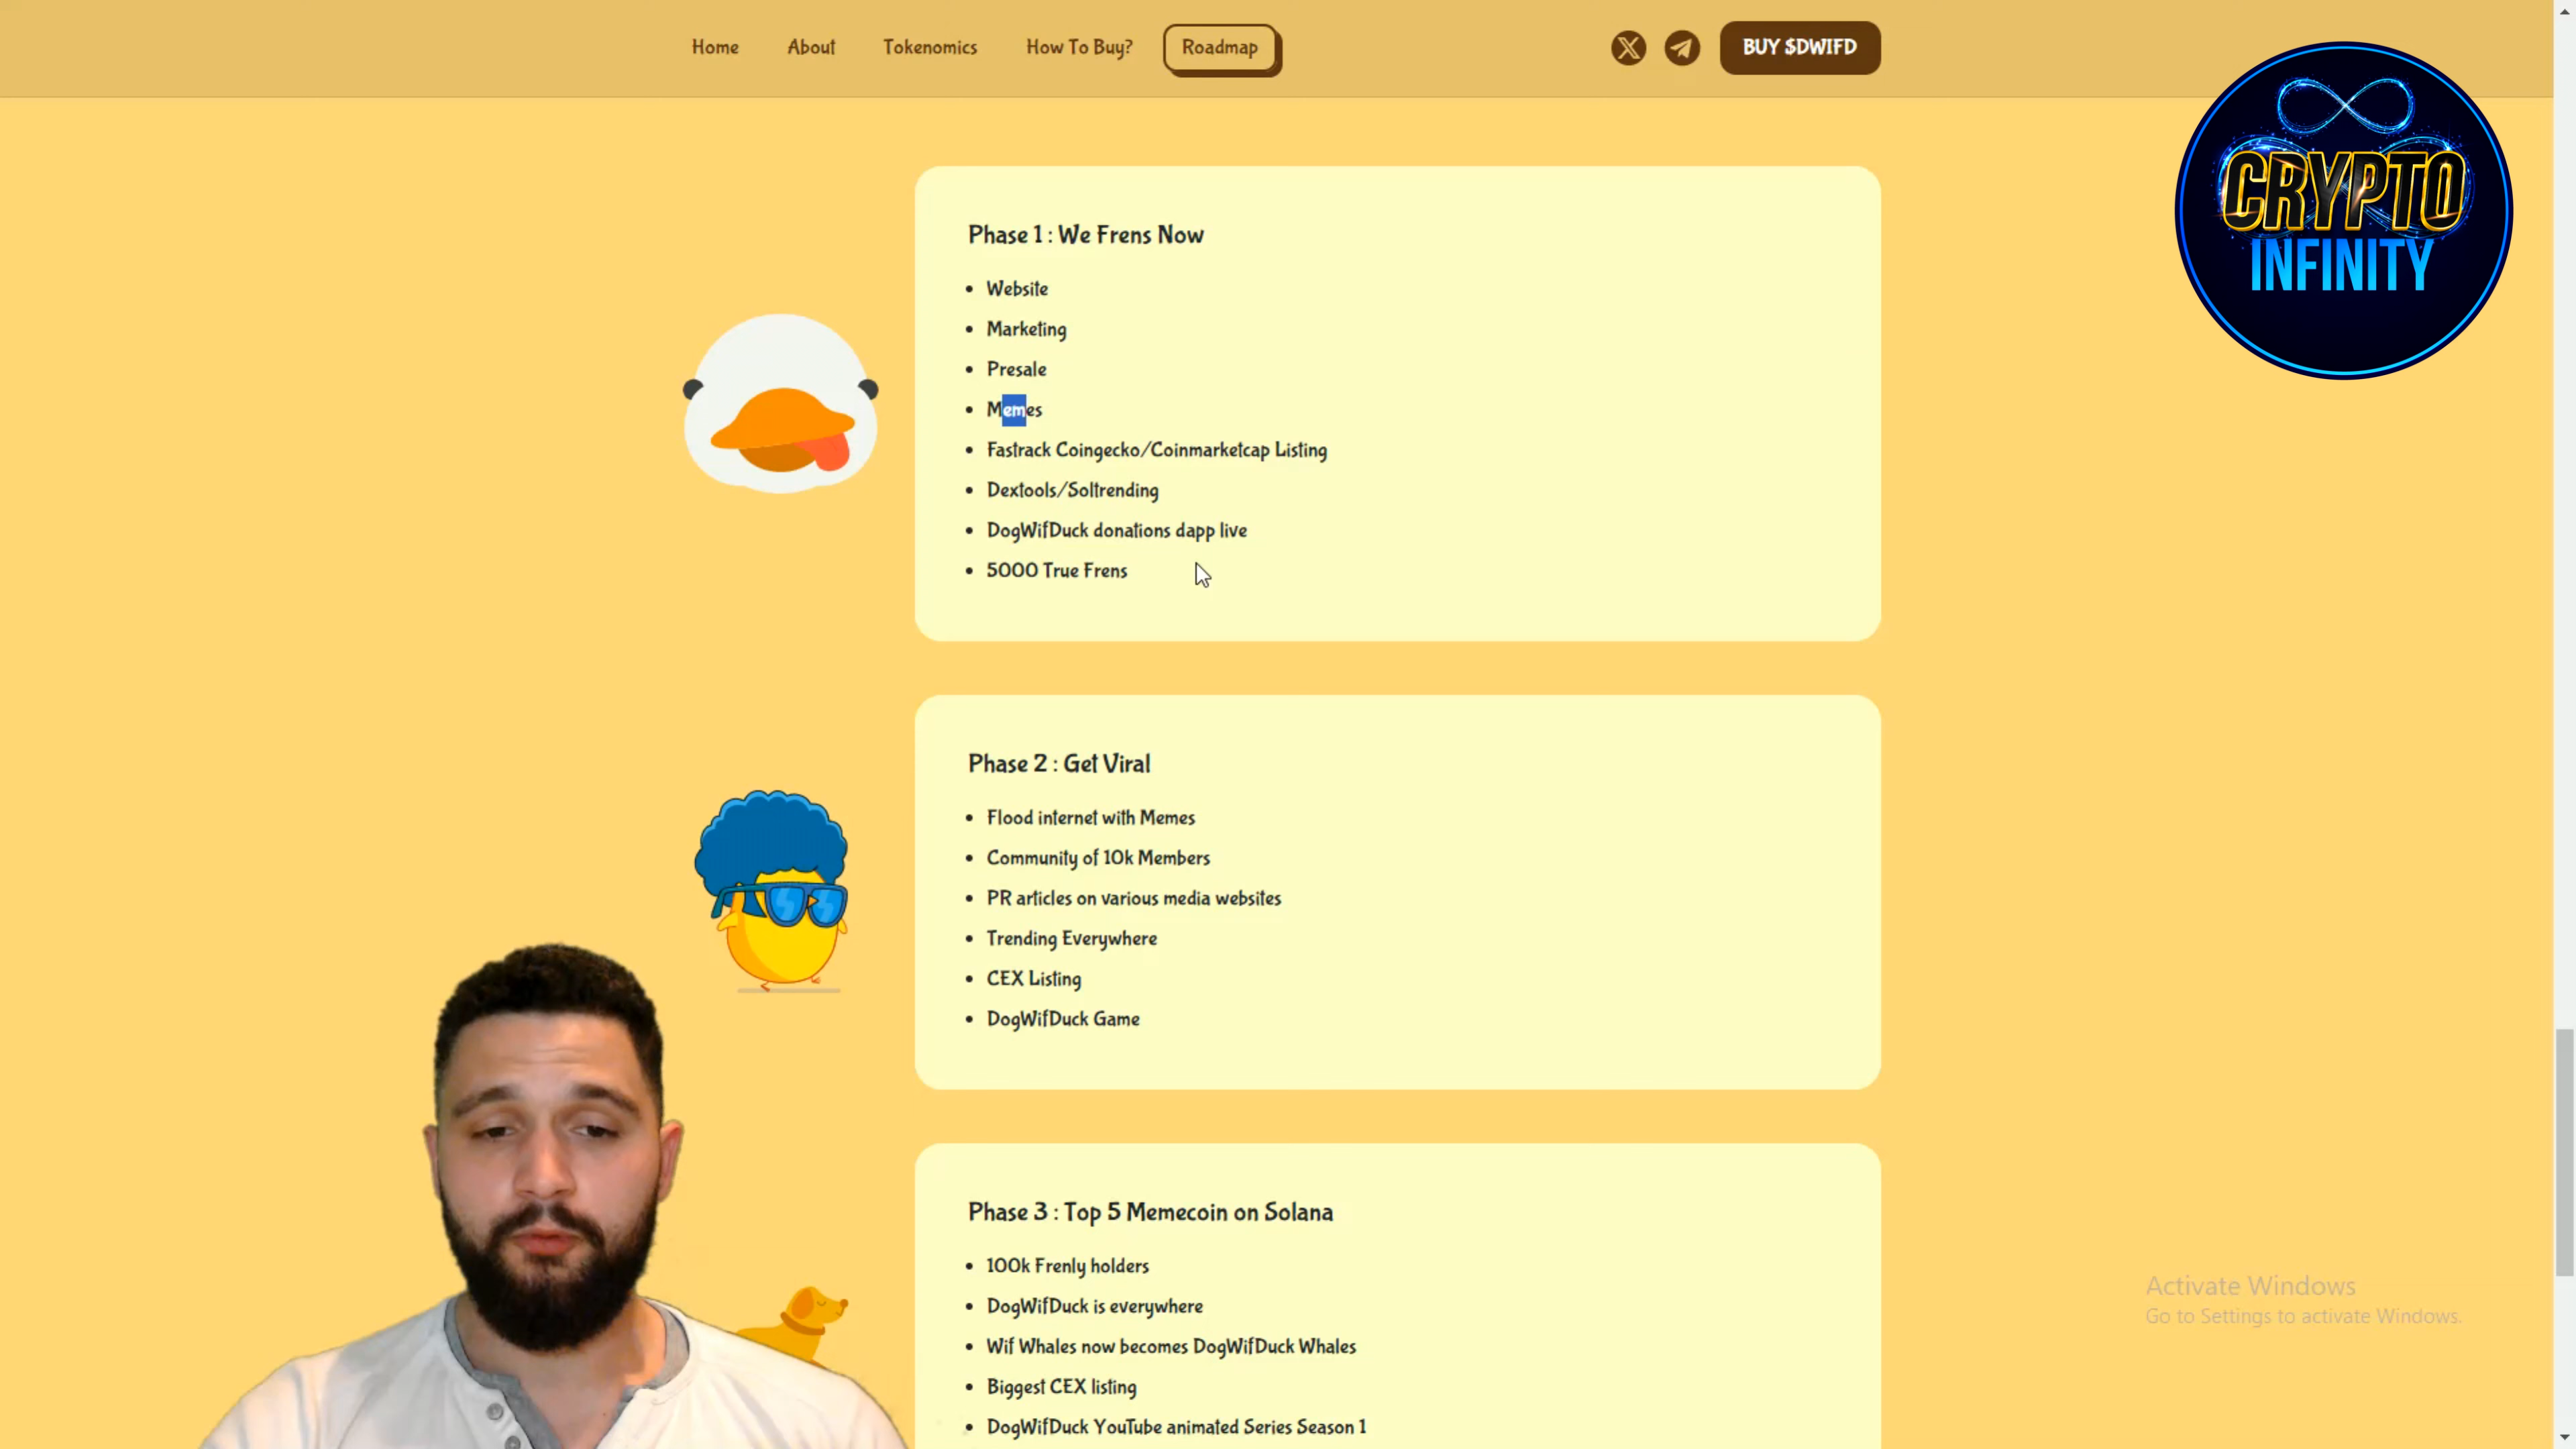 Home About Tokenomics How To Buy? Roadmap BUY $DWIFD
CRYPTO
INFINITY
Phase 1 : We Frens Now
Website
Marketing
Presale
Memes
Fastrack Coingecko/Coinmarketcap Listing
Dextools/Soltrending
DogWifDuck donations dapp live
5000 True Frens
Phase 2 : Get Viral
Flood internet with Memes
Community of 10k Members
PR articles on various media websites
Trending Everywhere
CEX Listing
DogWifDuck Game
Phase 3 : Top 5 Memecoin on Solana
100k Frenly holders
DogWifDuck is everywhere
Wif Whales now becomes DogWifDuck Whales
Biggest CEX listing
DogWifDuck YouTube animated Series Season 1
Activate Windows
Go to Settings to activate Windows.